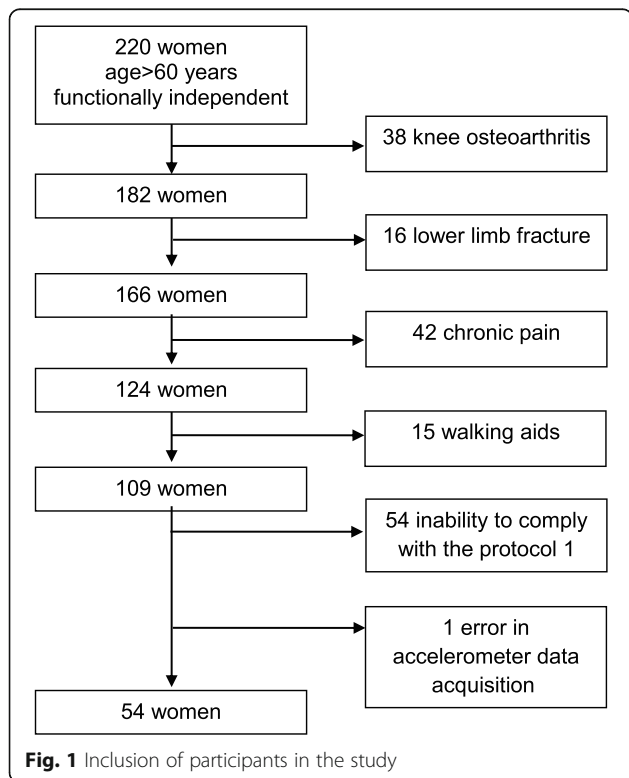 220 women
age>60 years
functionally independent
38 knee osteoarthritis
182 women
16 lower limb fracture
166 women
42 chronic pain
124 women
15 walking aids
109 women
54 inability to comply
with the protocol 1
1 error in
accelerometer data
acquisition
54 women
Fig. 1 Inclusion of participants in the study